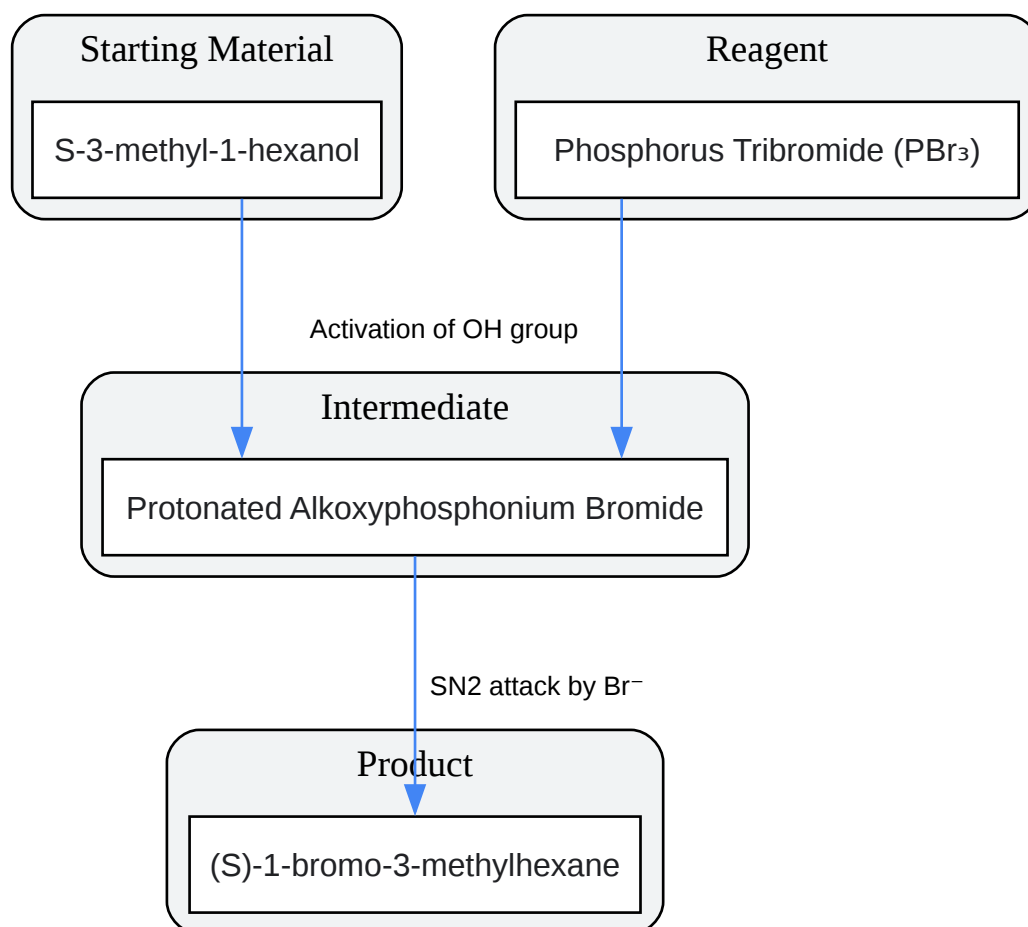 Starting Material
Reagent
S-3-methyl-1-hexanol
Phosphorus Tribromide (PBr₃)
Activation of OH group
Intermediate
Protonated Alkoxyphosphonium Bromide
SN2 attack by Br⁻
Product
(S)-1-bromo-3-methylhexane